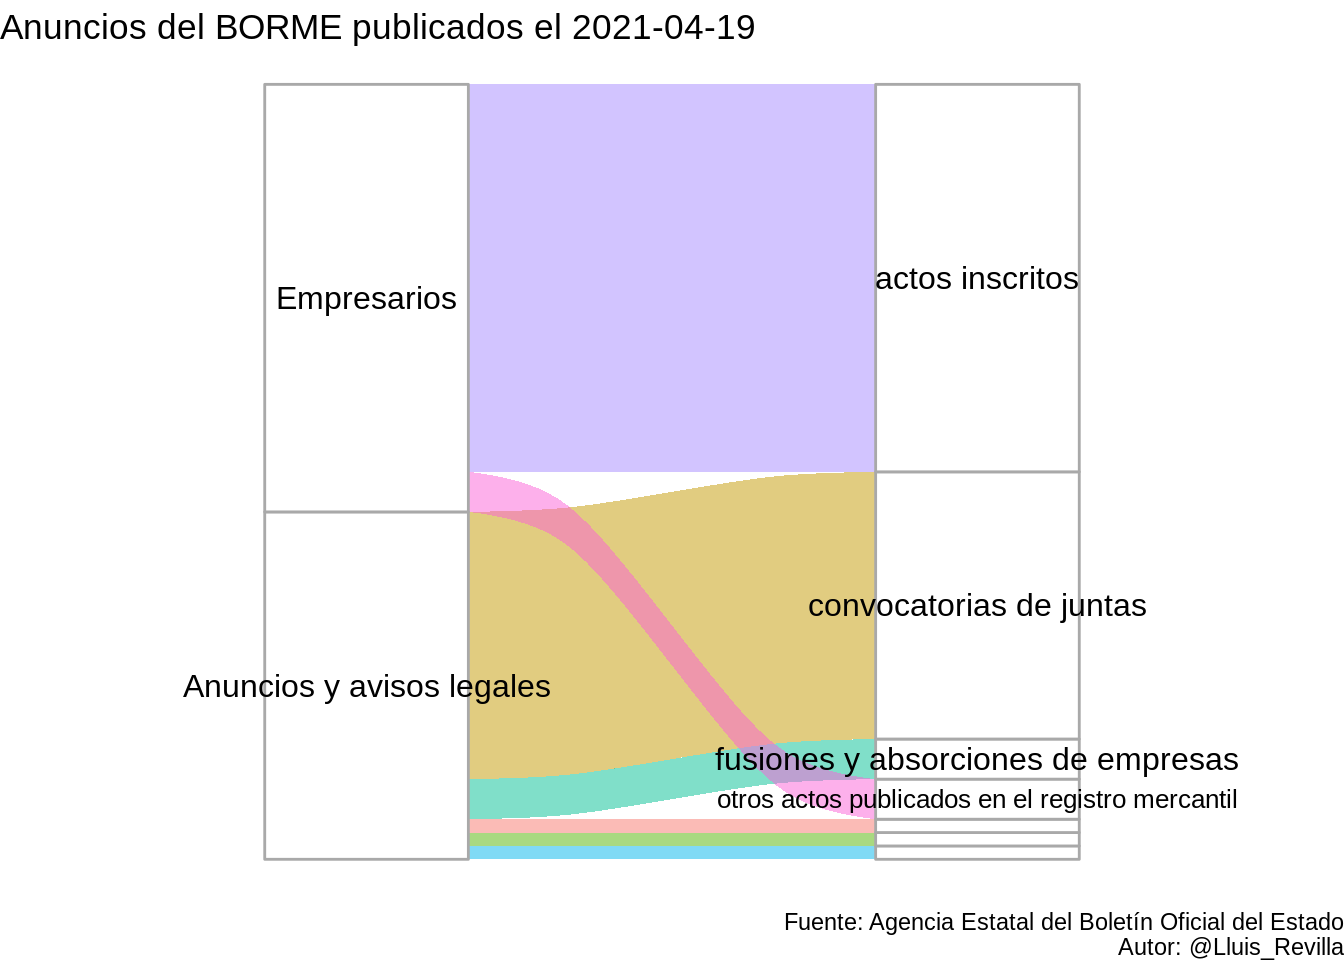 Anuncios del BORME publicados el 2021-04-19
actos inscritos
Empresarios
convocatorias de juntas
Anuncios y avisos legales
fusiones y absorciones de empresas
otros actos publicados en el registro mercantil
Fuente: Agencia Estatal del Boletín Oficial del Estado
Autor: @Lluis_Revilla